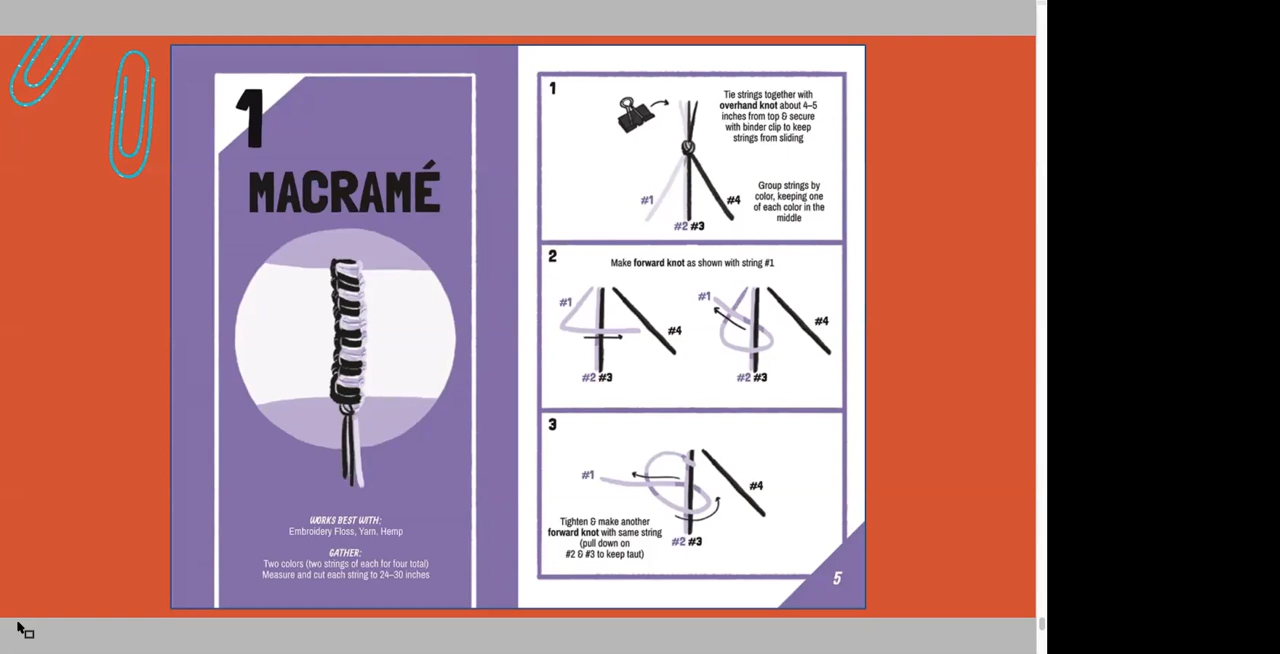 1
MACRAMÉ
WORKS BEST WITH:
Embroidery Floss, Yarn, Hemp
GATHER:
Two colors (two strings of each for four total)
Measure and cut each string to 24–30 inches
1
Tie strings together with
overhand knot about 4–5
inches from top & secure
with binder clip to keep
strings from sliding
Group strings by
color, keeping one
of each color in the
middle
#1
#4
#2 #3
2
Make forward knot as shown with string #1
#1
#4
#2 #3
#1
#4
#2 #3
3
#1
#4
Tighten & make another
forward knot with same string
(pull down on
#2 & #3 to keep taut)
#2 #3
5